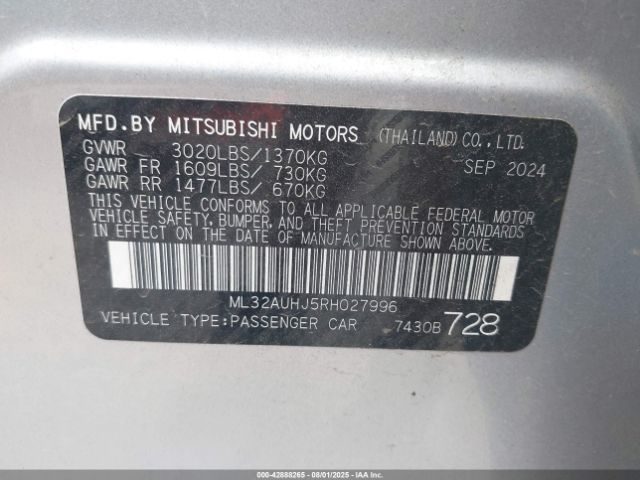 MFD.BY MITSUBISHI MOTORS (THAILAND) CO., LTD.
GVWR 3020LBS/1370KG SEP 2024
GAWR FR 1609LBS/ 730KG
GAWR RR 1477LBS/ 670KG
THIS VEHICLE CONFORMS TO ALL APPLICABLE FEDERAL MOTOR
VEHICLE SAFETY, BUMPER, AND THEFT PREVENTION STANDARDS
IN EFFECT ON THE DATE OF MANUFACTURE SHOWN ABOVE.
ML32AUHJ5RH027996
VEHICLE TYPE:PASSENGER CAR 7430B 728
000-42888265 - 08/01/2025 - IAAI.COM